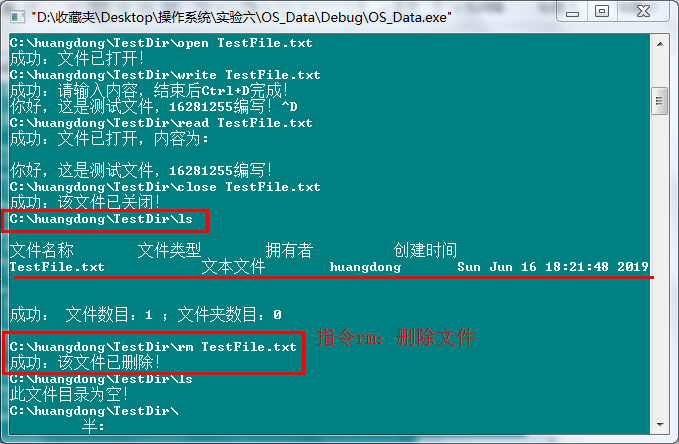 "D:\收藏夹\Desktop\操作系统\实验六\OS_Data\Debug\OS_Data.exe"
C:\huangdong\TestDir\open TestFile.txt
成功：文件已打开！
C:\huangdong\TestDir\write TestFile.txt
成功：请输入内容，结束后Ctrl+D完成！
你好，这是测试文件，16281255编写！^D
C:\huangdong\TestDir\read TestFile.txt
成功：文件已打开，内容为：
你好，这是测试文件，16281255编写！
C:\huangdong\TestDir\close TestFile.txt
成功：该文件已关闭！
C:\huangdong\TestDir\ls
文件名称 文件类型 拥有者 创建时间
TestFile.txt 文本文件 huangdong Sun Jun 16 18:21:48 2019
成功： 文件数目：1 ；文件夹数目：0
C:\huangdong\TestDir\rm TestFile.txt
指令rm：删除文件
成功：该文件已删除！
C:\huangdong\TestDir\ls
此文件目录为空！
C:\huangdong\TestDir\
半：